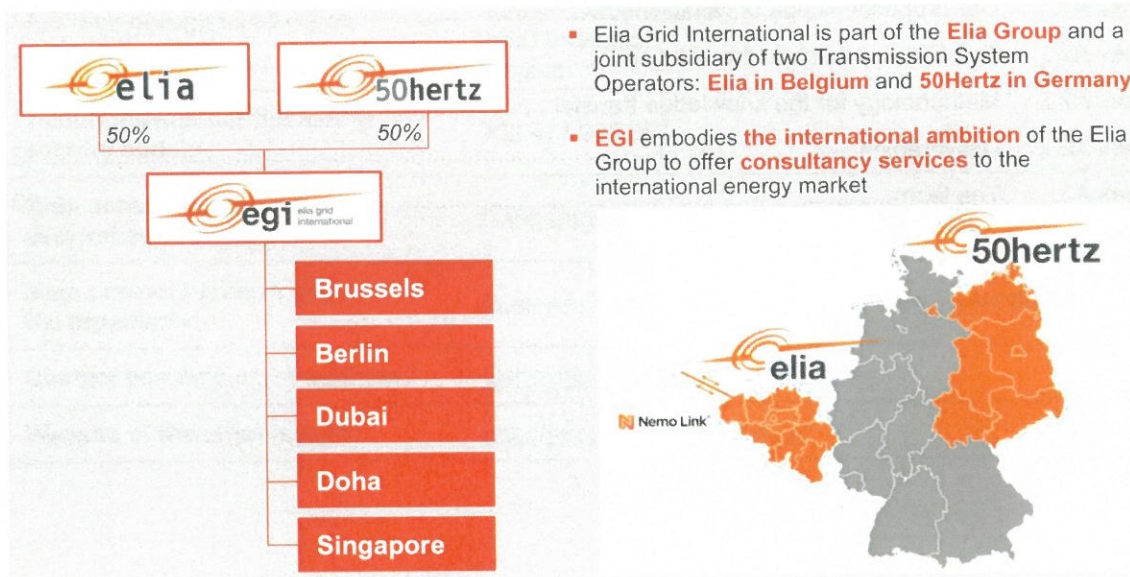 elia
50hertz
50%
50%
egi elia grid
international
Brussels
Berlin
Dubai
Doha
Singapore
▪ Elia Grid International is part of the Elia Group and a
joint subsidiary of two Transmission System
Operators: Elia in Belgium and 50Hertz in Germany
▪ EGI embodies the international ambition of the Elia
Group to offer consultancy services to the
international energy market
50hertz
elia
Nemo Link